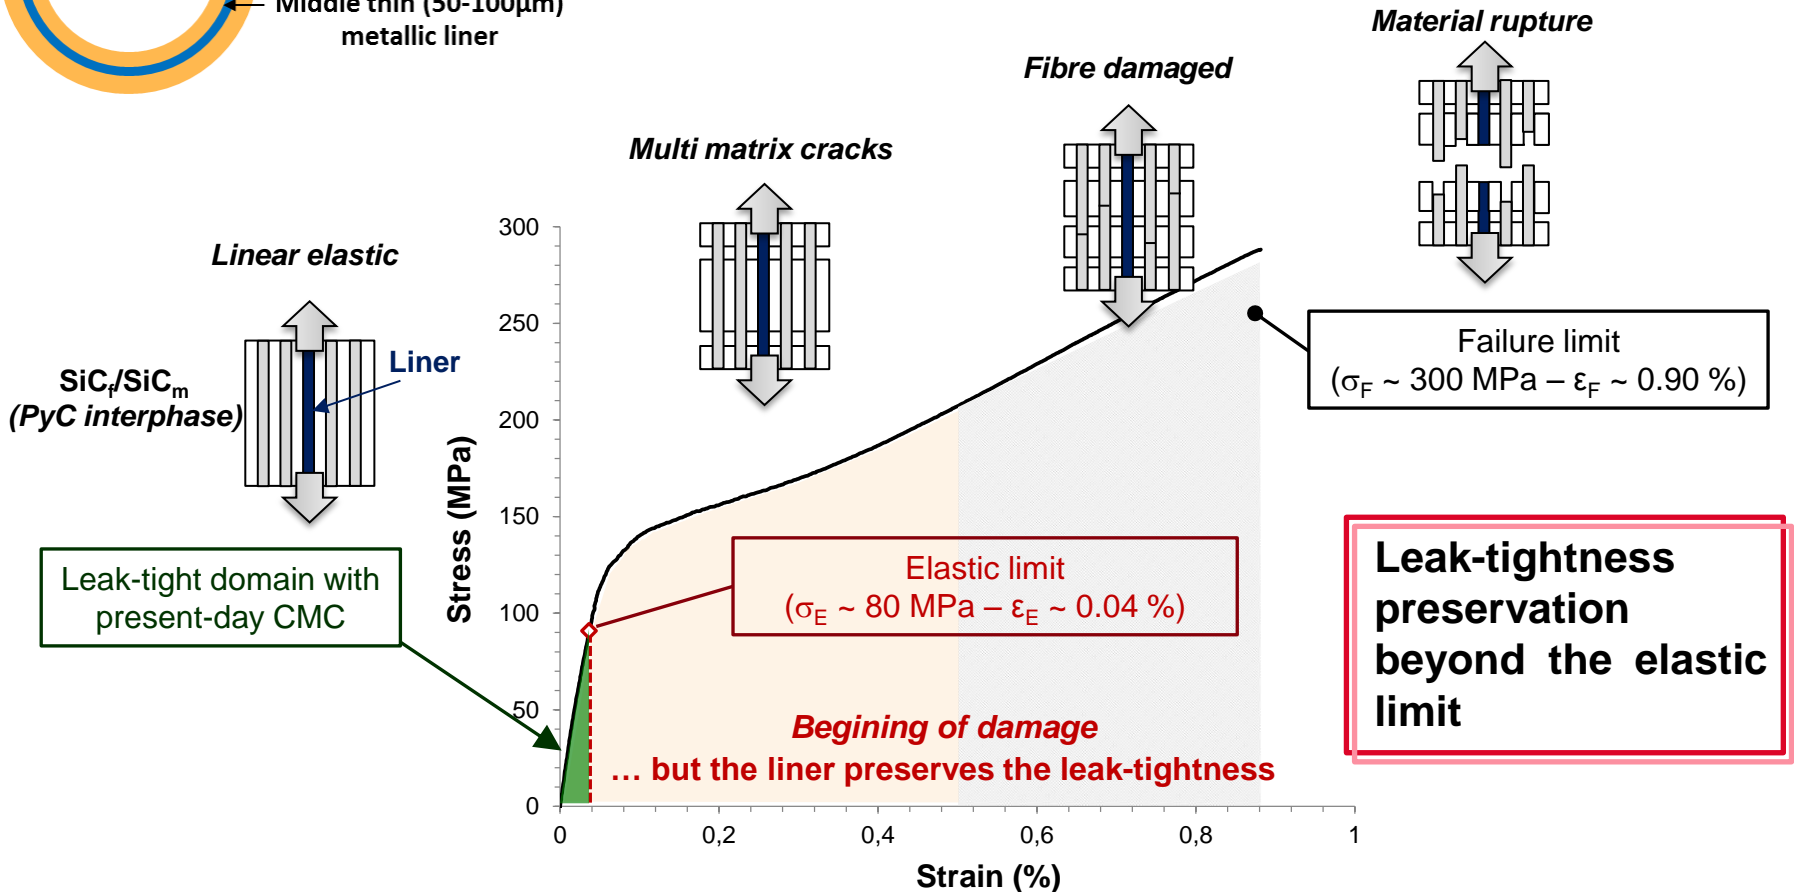 Middle thin (50-100µm)
metallic liner
Material rupture
Fibre damaged
Multi matrix cracks
Linear elastic
SiCf/SiCm
(PyC interphase)
Liner
Leak-tight domain with
present-day CMC
Stress (MPa)
300
250
200
150
100
50
0
0
0,2
0,4
0,6
0,8
1
Strain (%)
Elastic limit
(σE ~ 80 MPa – εE ~ 0.04 %)
Begining of damage
... but the liner preserves the leak-tightness
Failure limit
(σF ~ 300 MPa – εF ~ 0.90 %)
Leak-tightness
preservation
beyond the elastic
limit